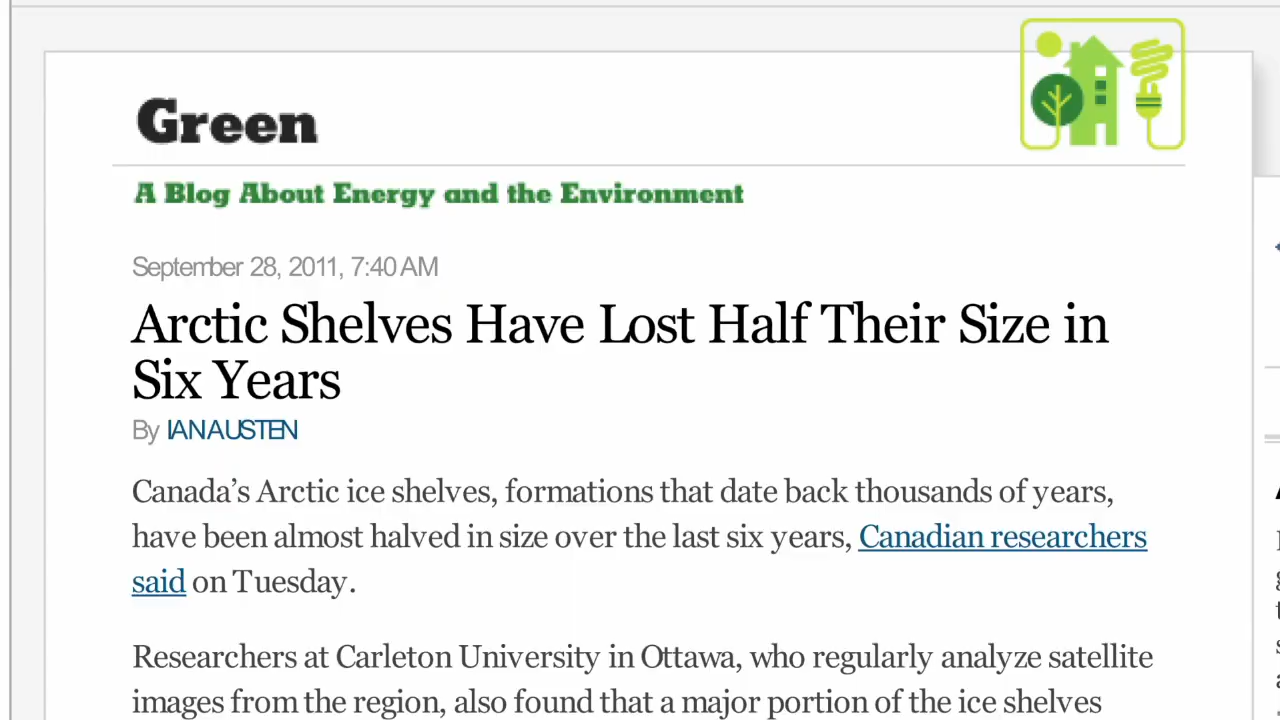 Green
A Blog About Energy and the Environment
September 28, 2011, 7:40 AM
Arctic Shelves Have Lost Half Their Size in
Six Years
By IAN AUSTEN
Canada’s Arctic ice shelves, formations that date back thousands of years,
have been almost halved in size over the last six years, Canadian researchers
said on Tuesday.
Researchers at Carleton University in Ottawa, who regularly analyze satellite
images from the region, also found that a major portion of the ice shelves